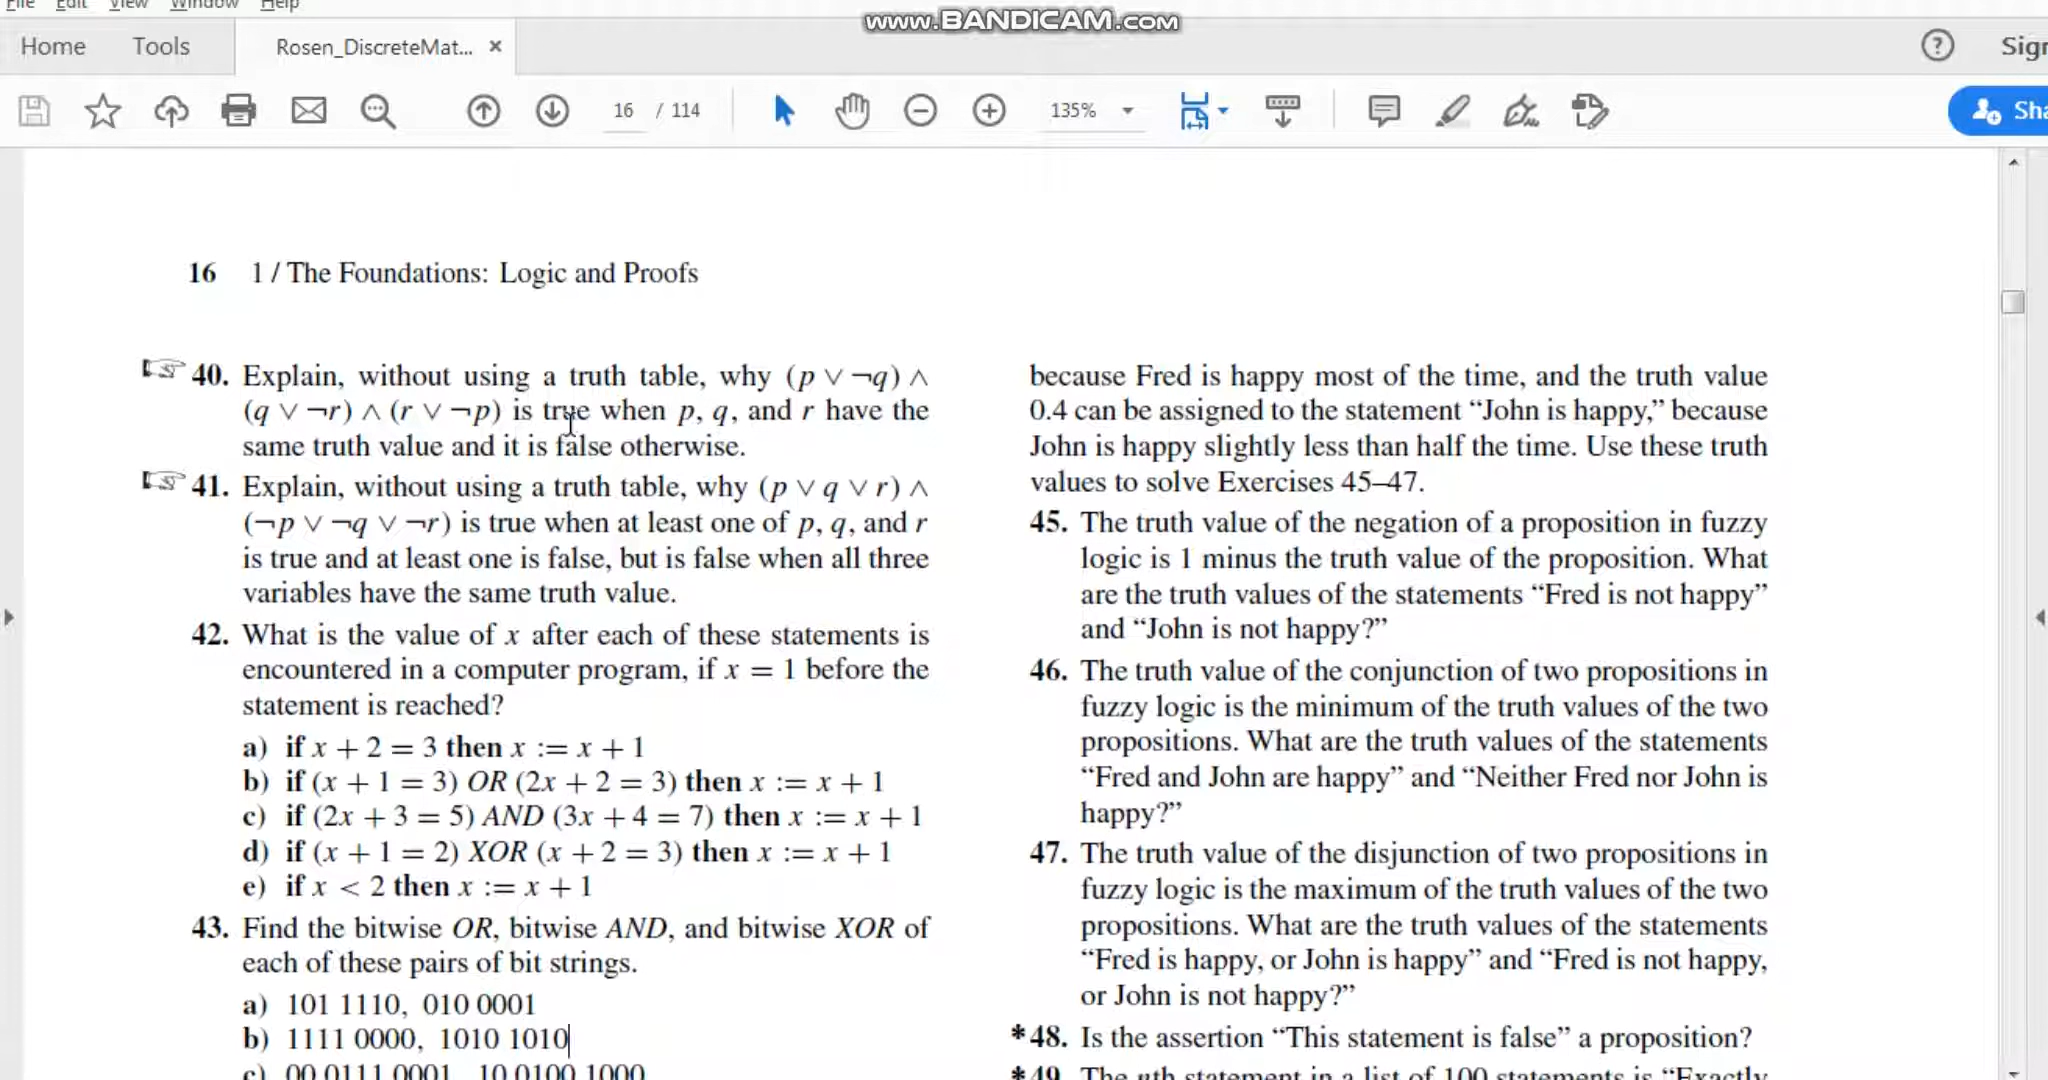 File Edit View Window Help
www.BANDICAM.com
Home Tools Rosen_DiscreteMat... ×
? Sign
16 / 114 135% Sha
16 1 / The Foundations: Logic and Proofs
40. Explain, without using a truth table, why (p ∨ ¬q) ∧
(q ∨ ¬r) ∧ (r ∨ ¬p) is true when p, q, and r have the
same truth value and it is false otherwise.
41. Explain, without using a truth table, why (p ∨ q ∨ r) ∧
(¬p ∨ ¬q ∨ ¬r) is true when at least one of p, q, and r
is true and at least one is false, but is false when all three
variables have the same truth value.
42. What is the value of x after each of these statements is
encountered in a computer program, if x = 1 before the
statement is reached?
a) if x + 2 = 3 then x := x + 1
b) if (x + 1 = 3) OR (2x + 2 = 3) then x := x + 1
c) if (2x + 3 = 5) AND (3x + 4 = 7) then x := x + 1
d) if (x + 1 = 2) XOR (x + 2 = 3) then x := x + 1
e) if x < 2 then x := x + 1
43. Find the bitwise OR, bitwise AND, and bitwise XOR of
each of these pairs of bit strings.
a) 101 1110, 010 0001
b) 1111 0000, 1010 1010
c) 00 0111 0001, 10 0100 1000
because Fred is happy most of the time, and the truth value
0.4 can be assigned to the statement “John is happy,” because
John is happy slightly less than half the time. Use these truth
values to solve Exercises 45–47.
45. The truth value of the negation of a proposition in fuzzy
logic is 1 minus the truth value of the proposition. What
are the truth values of the statements “Fred is not happy”
and “John is not happy?”
46. The truth value of the conjunction of two propositions in
fuzzy logic is the minimum of the truth values of the two
propositions. What are the truth values of the statements
“Fred and John are happy” and “Neither Fred nor John is
happy?”
47. The truth value of the disjunction of two propositions in
fuzzy logic is the maximum of the truth values of the two
propositions. What are the truth values of the statements
“Fred is happy, or John is happy” and “Fred is not happy,
or John is not happy?”
*48. Is the assertion “This statement is false” a proposition?
*49. The nth statement in a list of 100 statements is “Exactly